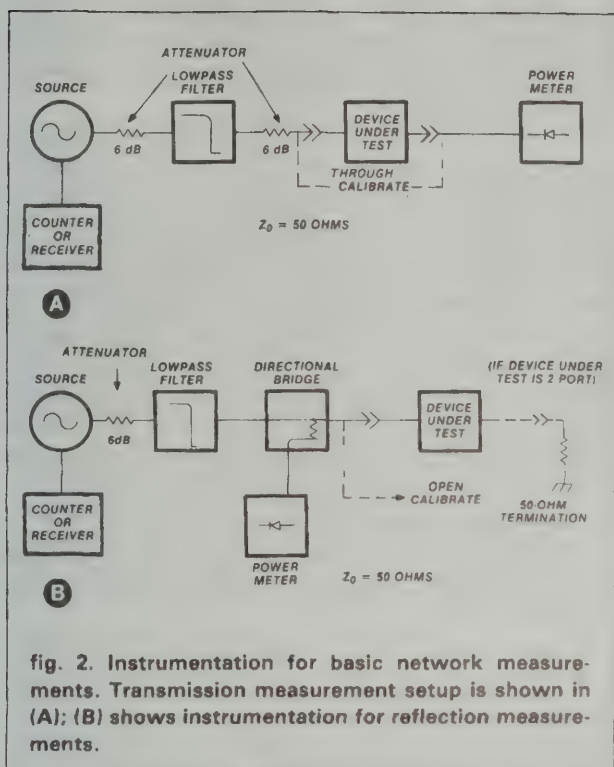 ATTENUATOR
LOWPASS
FILTER
SOURCE
POWER
METER
6 dB
6 dB
DEVICE
UNDER
TEST
THROUGH
CALIBRATE
COUNTER
OR
RECEIVER
Z0 = 50 OHMS
A
ATTENUATOR
SOURCE
LOWPASS
FILTER
DIRECTIONAL
BRIDGE
(IF DEVICE UNDER
TEST IS 2 PORT)
6dB
DEVICE
UNDER
TEST
COUNTER
OR
RECEIVER
OPEN
CALIBRATE
50-OHM
TERMINATION
POWER
METER
Z0 = 50 OHMS
B
fig. 2. Instrumentation for basic network measure-
ments. Transmission measurement setup is shown in
(A); (B) shows instrumentation for reflection measure-
ments.